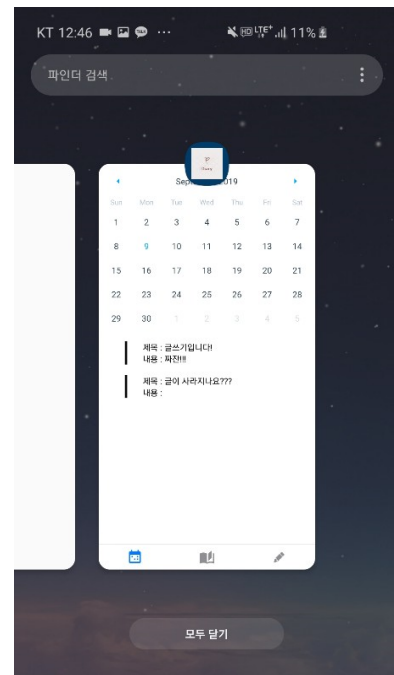 KT 12:46 ... HD LTE+ 11%
파인더 검색
September 2019
Sun Mon Tue Wed Thu Fri Sat
1 2 3 4 5 6 7
8 9 10 11 12 13 14
15 16 17 18 19 20 21
22 23 24 25 26 27 28
29 30 1 2 3 4 5
제목 : 글쓰기입니다!
내용 : 짜잔!!!
제목 : 글이 사라지나요???
내용 :
모두 닫기